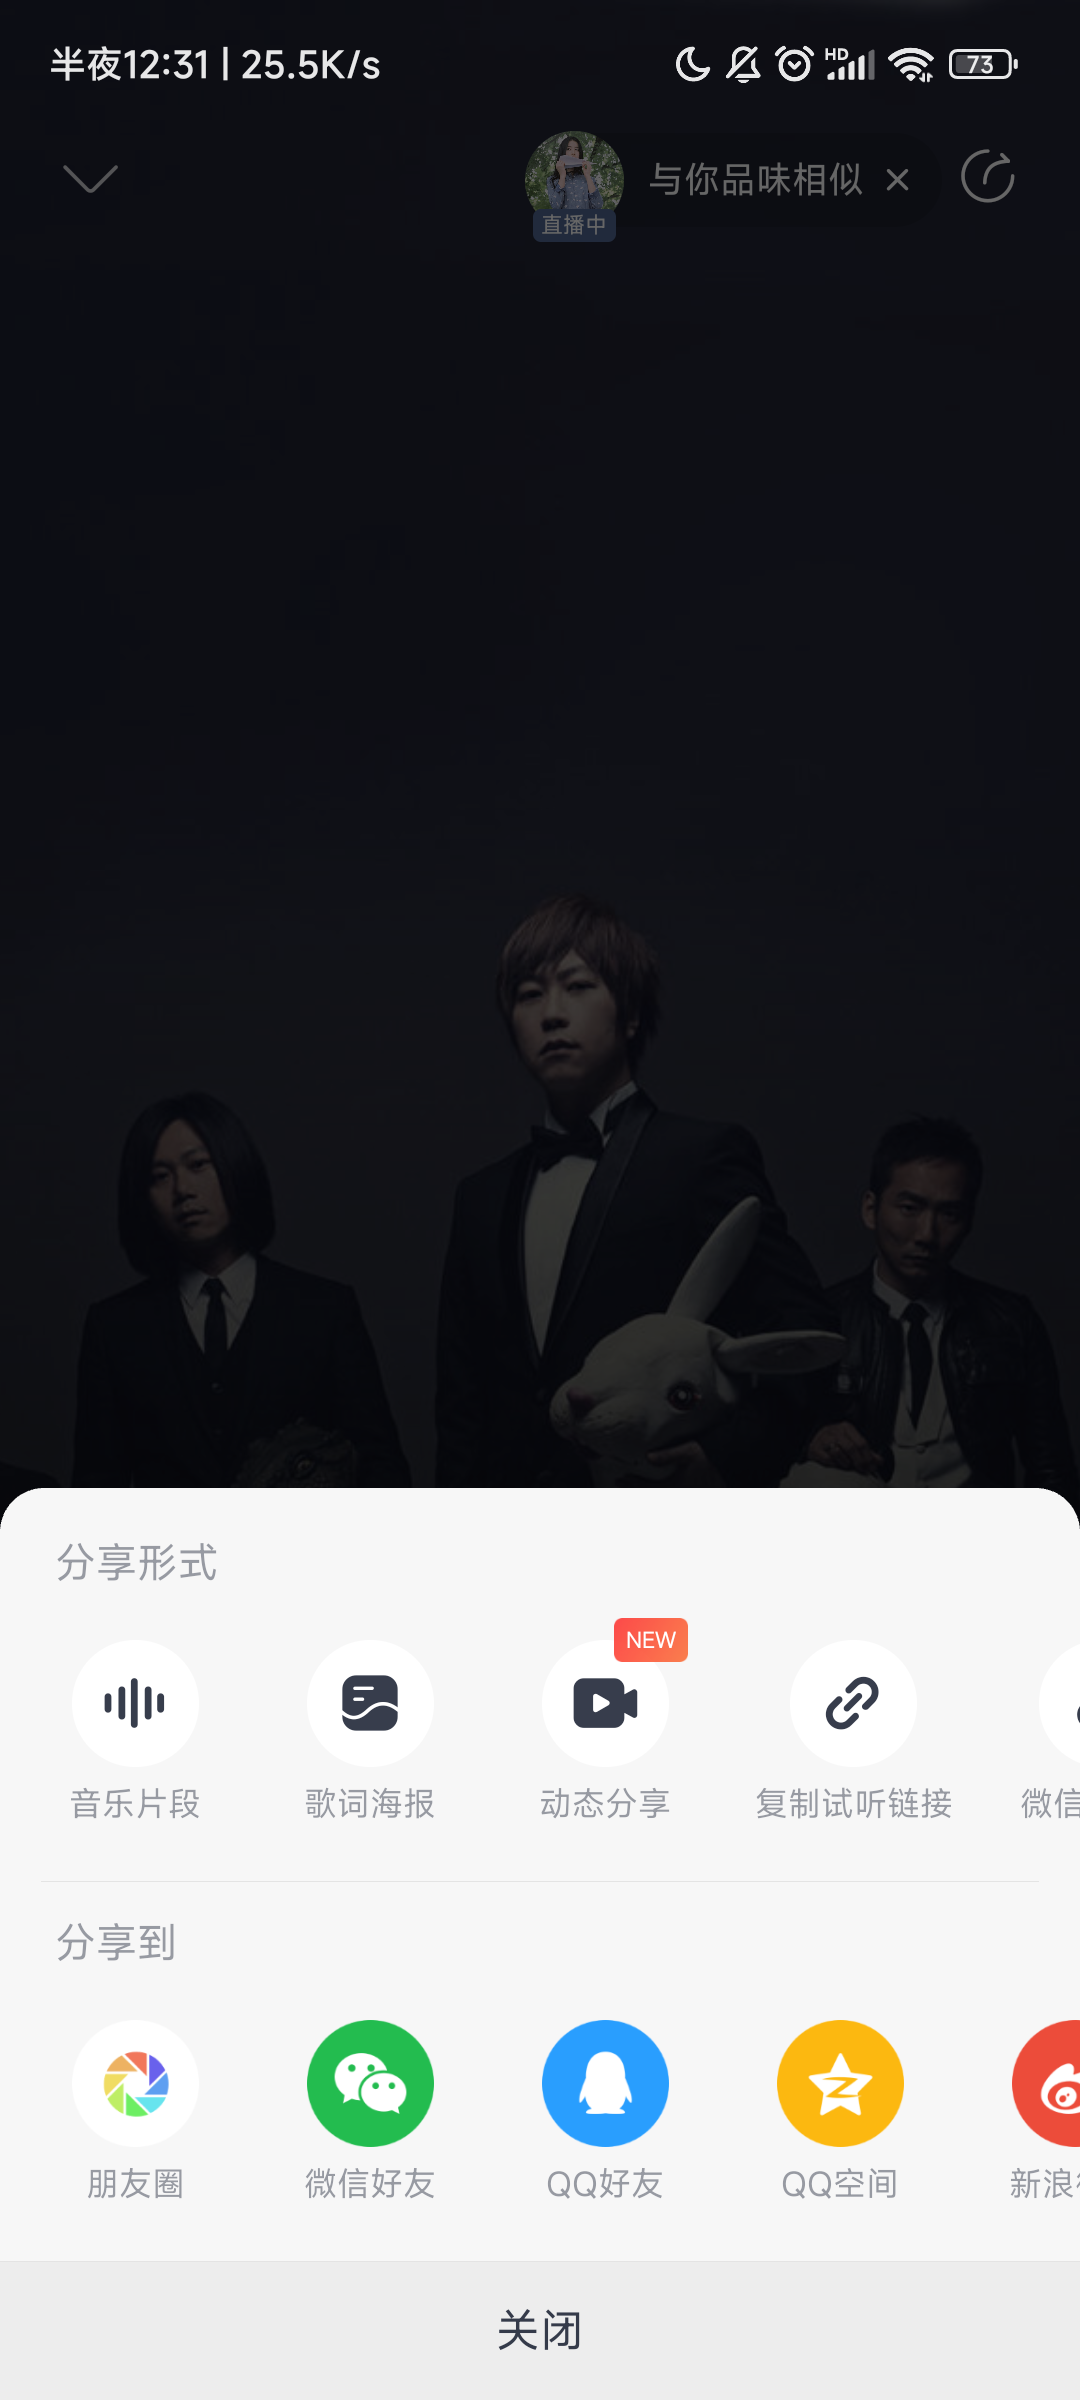 半夜12:31 | 25.5K/s
HD
73
与你品味相似
直播中
分享形式
NEW
音乐片段
歌词海报
动态分享
复制试听链接
微信
分享到
朋友圈
微信好友
QQ好友
QQ空间
新浪
关闭